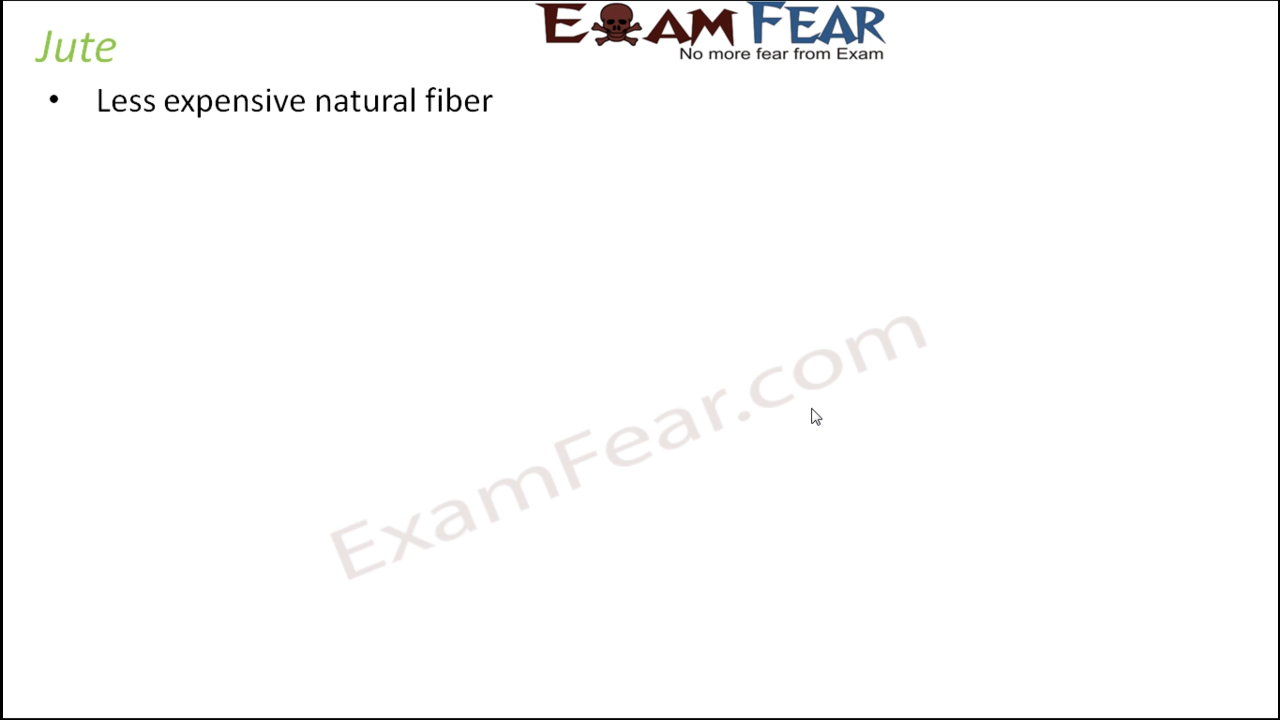 Jute
EXAM FEAR
No more fear from Exam
• Less expensive natural fiber
ExamFear.com